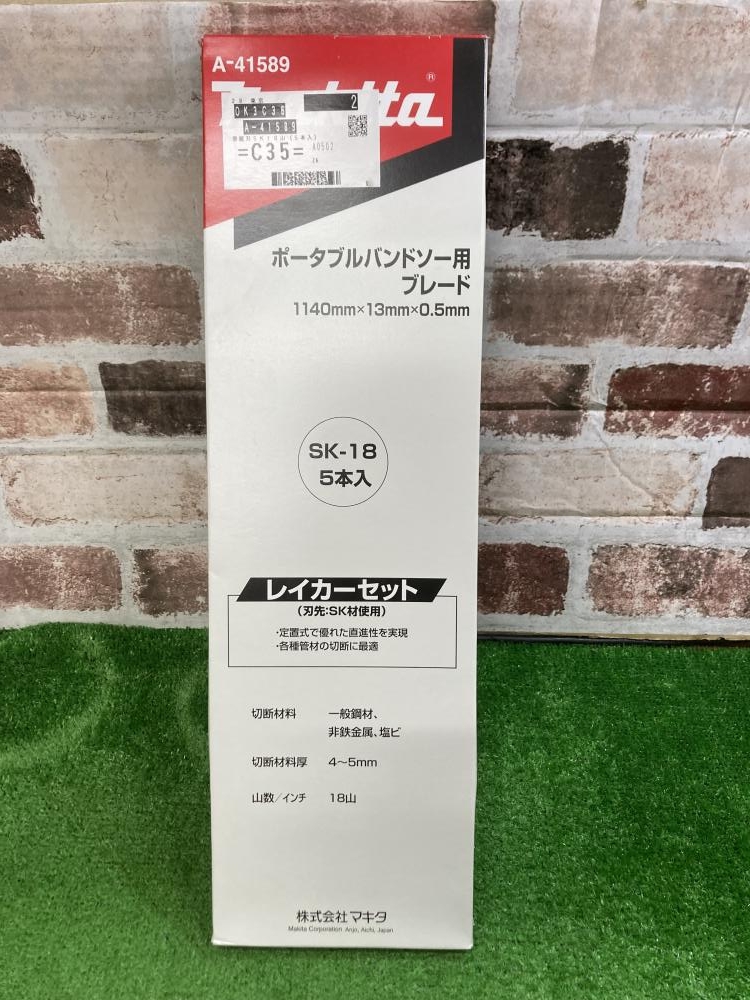 A-41589
Makita®
2
DK3C36
A-41589
=C35=
A0502
ポータブルバンドソー用
ブレード
1140mm×13mm×0.5mm
SK-18
5本入
レイカーセット
(刃先:SK材使用)
・定置式で優れた直進性を実現
・各種管材の切断に最適
切断材料 一般鋼材、
非鉄金属、塩ビ
切断材料厚 4〜5mm
山数/インチ 18山
株式会社マキタ
Makita Corporation Anjo, Aichi, Japan